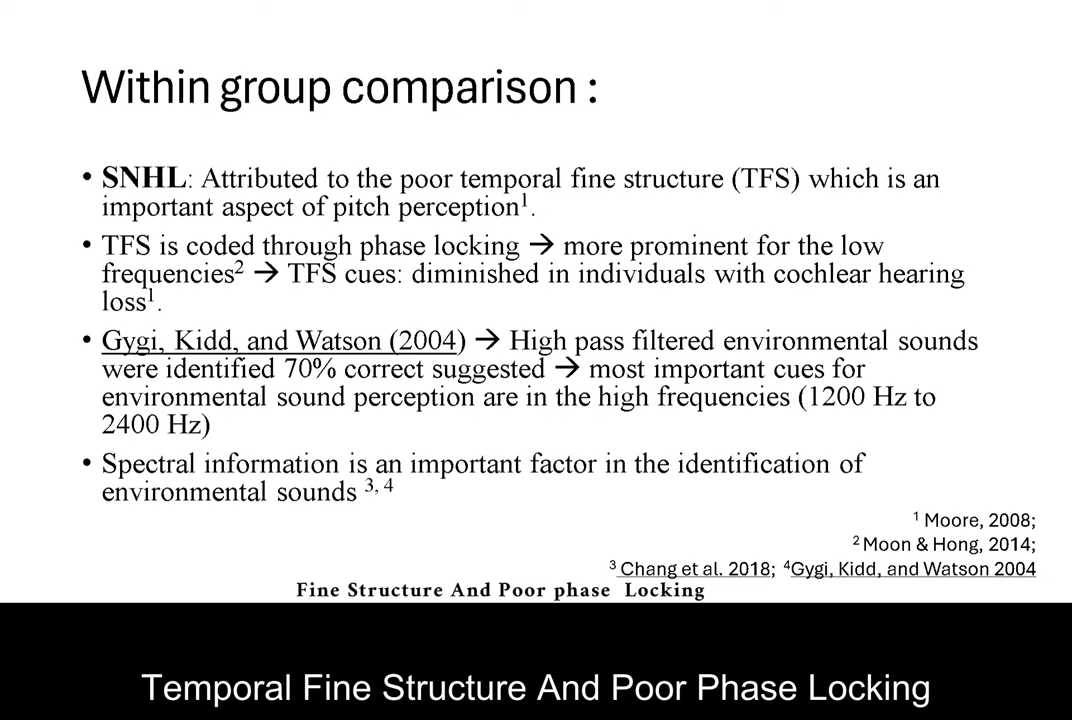 Within group comparison :
• SNHL: Attributed to the poor temporal fine structure (TFS) which is an
important aspect of pitch perception¹.
• TFS is coded through phase locking → more prominent for the low
frequencies² → TFS cues: diminished in individuals with cochlear hearing
loss¹.
• Gygi, Kidd, and Watson (2004) → High pass filtered environmental sounds
were identified 70% correct suggested → most important cues for
environmental sound perception are in the high frequencies (1200 Hz to
2400 Hz)
• Spectral information is an important factor in the identification of
environmental sounds ³, ⁴
¹ Moore, 2008;
² Moon & Hong, 2014;
³ Chang et al. 2018; ⁴Gygi, Kidd, and Watson 2004
Fine Structure And Poor phase Locking
Temporal Fine Structure And Poor Phase Locking